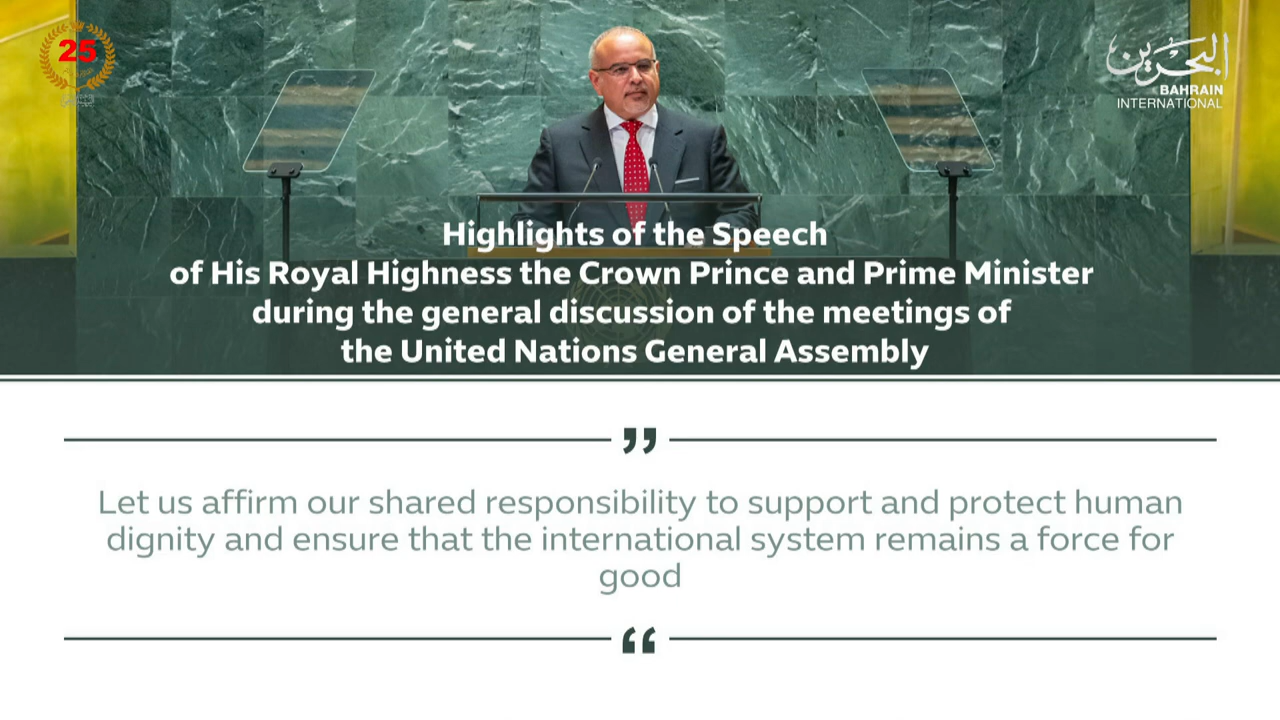 25
البحرين
BAHRAIN
INTERNATIONAL
Highlights of the Speech
of His Royal Highness the Crown Prince and Prime Minister
during the general discussion of the meetings of
the United Nations General Assembly
”
Let us affirm our shared responsibility to support and protect human
dignity and ensure that the international system remains a force for
good
“